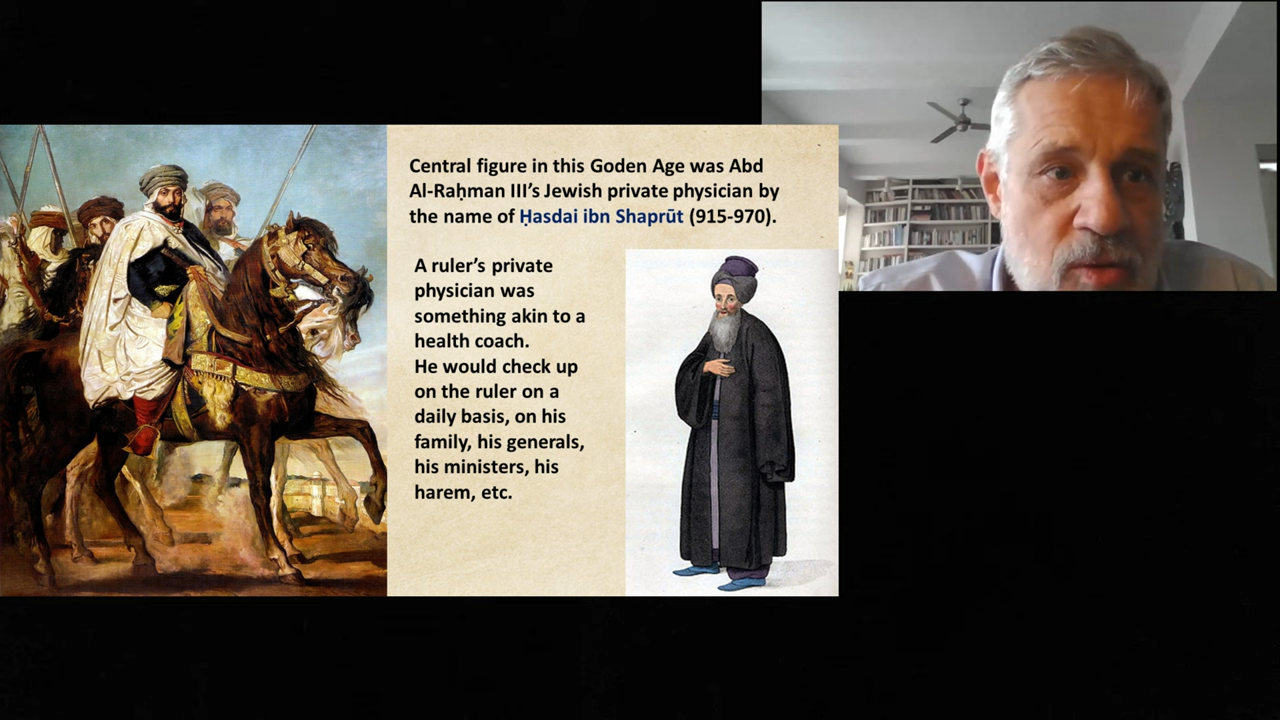 Central figure in this Goden Age was Abd
Al-Raḥman III’s Jewish private physician by
the name of Ḥasdai ibn Shaprūt (915-970).
A ruler’s private
physician was
something akin to a
health coach.
He would check up
on the ruler on a
daily basis, on his
family, his generals,
his ministers, his
harem, etc.